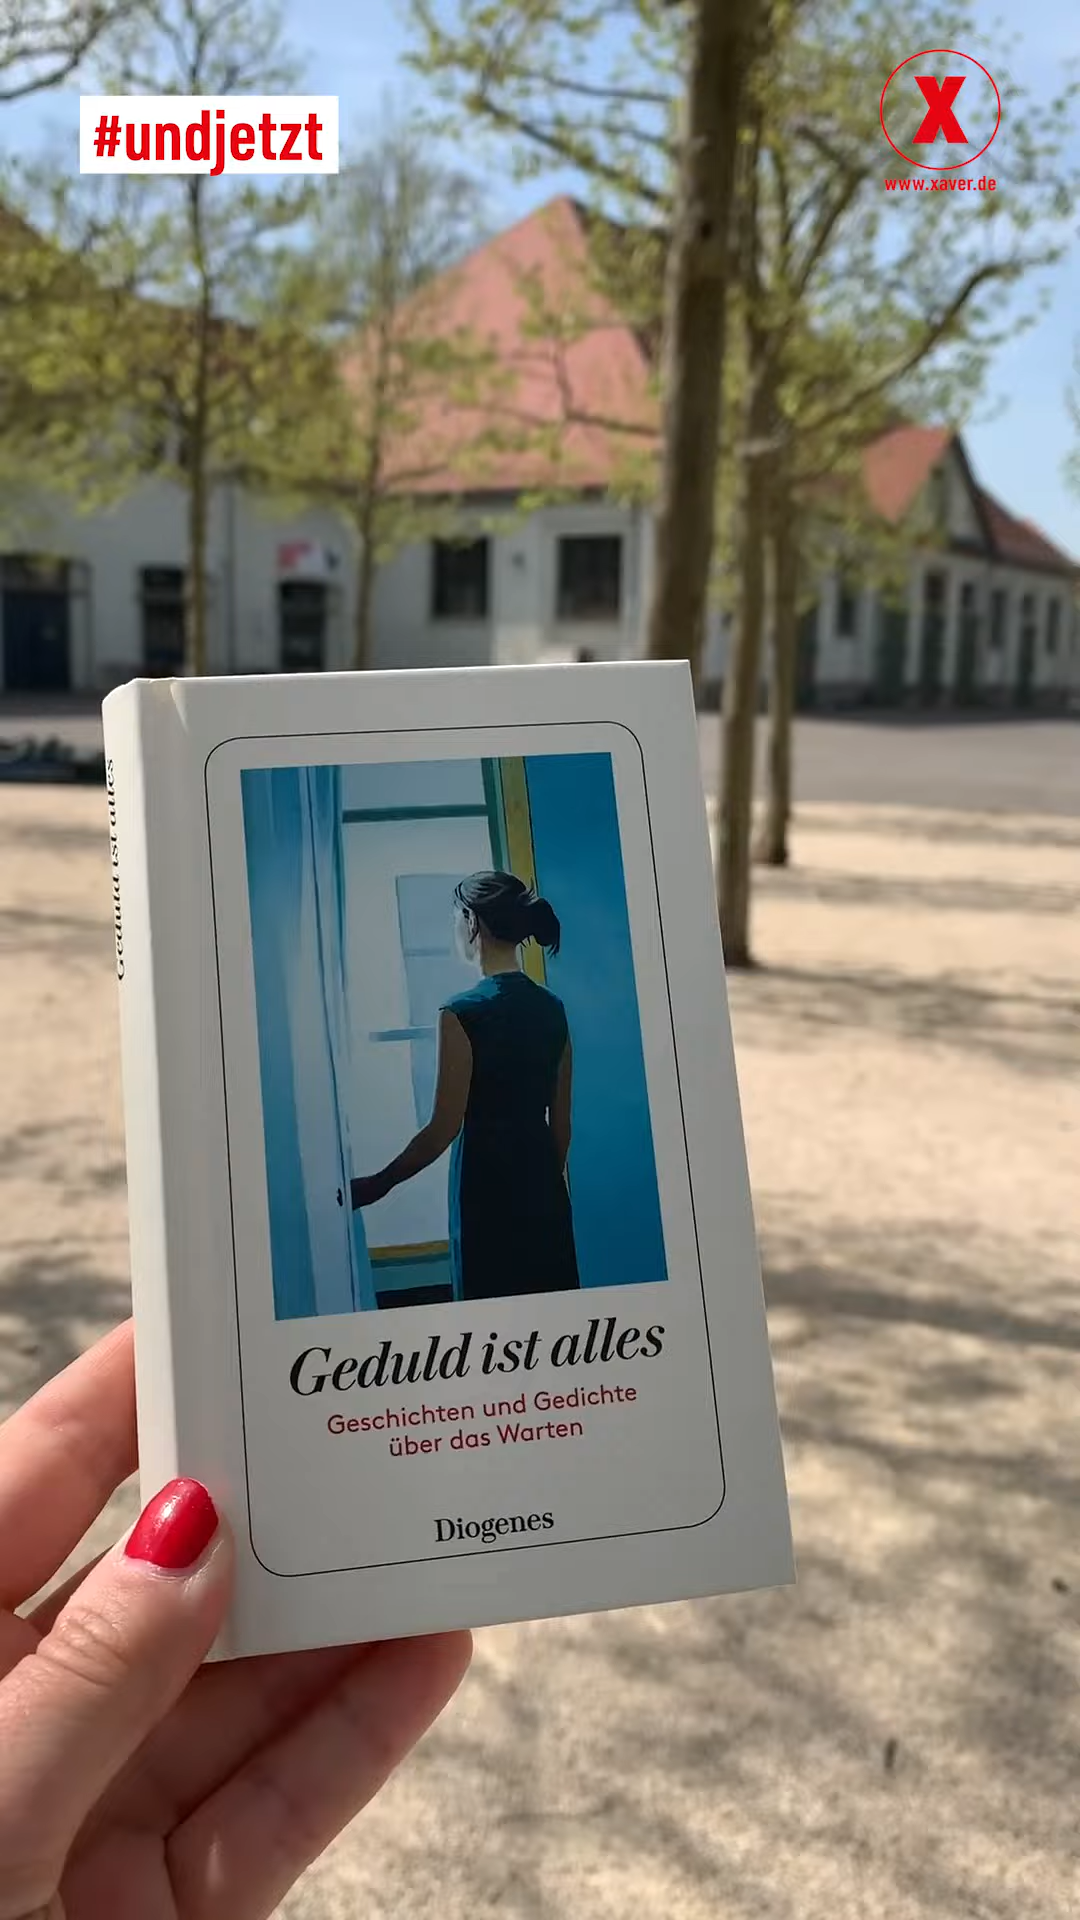 #undjetzt
X
www.xaver.de
Geduld ist alles
Geduld ist alles
Geschichten und Gedichte
über das Warten
Diogenes